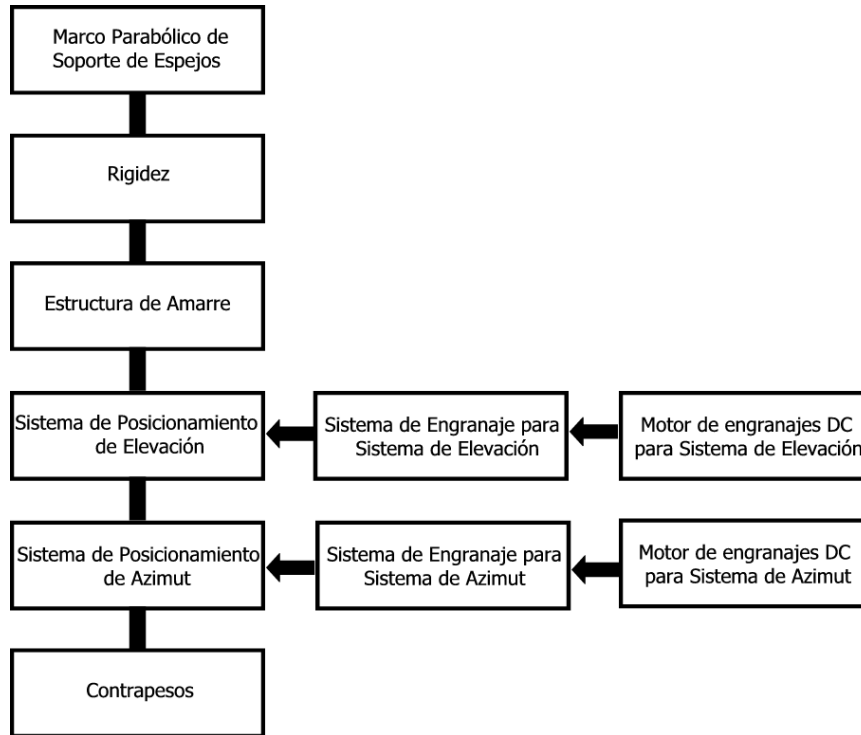 Marco Parabólico de
Soporte de Espejos
Rigidez
Estructura de Amarre
Sistema de Posicionamiento
de Elevación
Sistema de Engranaje para
Sistema de Elevación
Motor de engranajes DC
para Sistema de Elevación
Sistema de Posicionamiento
de Azimut
Sistema de Engranaje para
Sistema de Azimut
Motor de engranajes DC
para Sistema de Azimut
Contrapesos